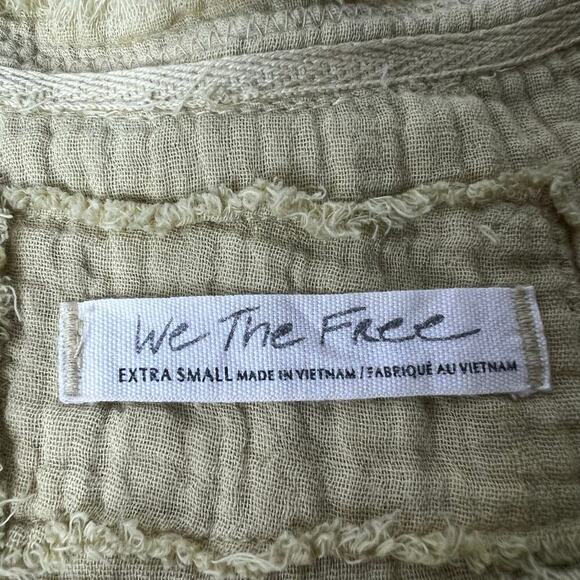 We The Free
EXTRA SMALL MADE IN VIETNAM / FABRIQUÉ AU VIETNAM